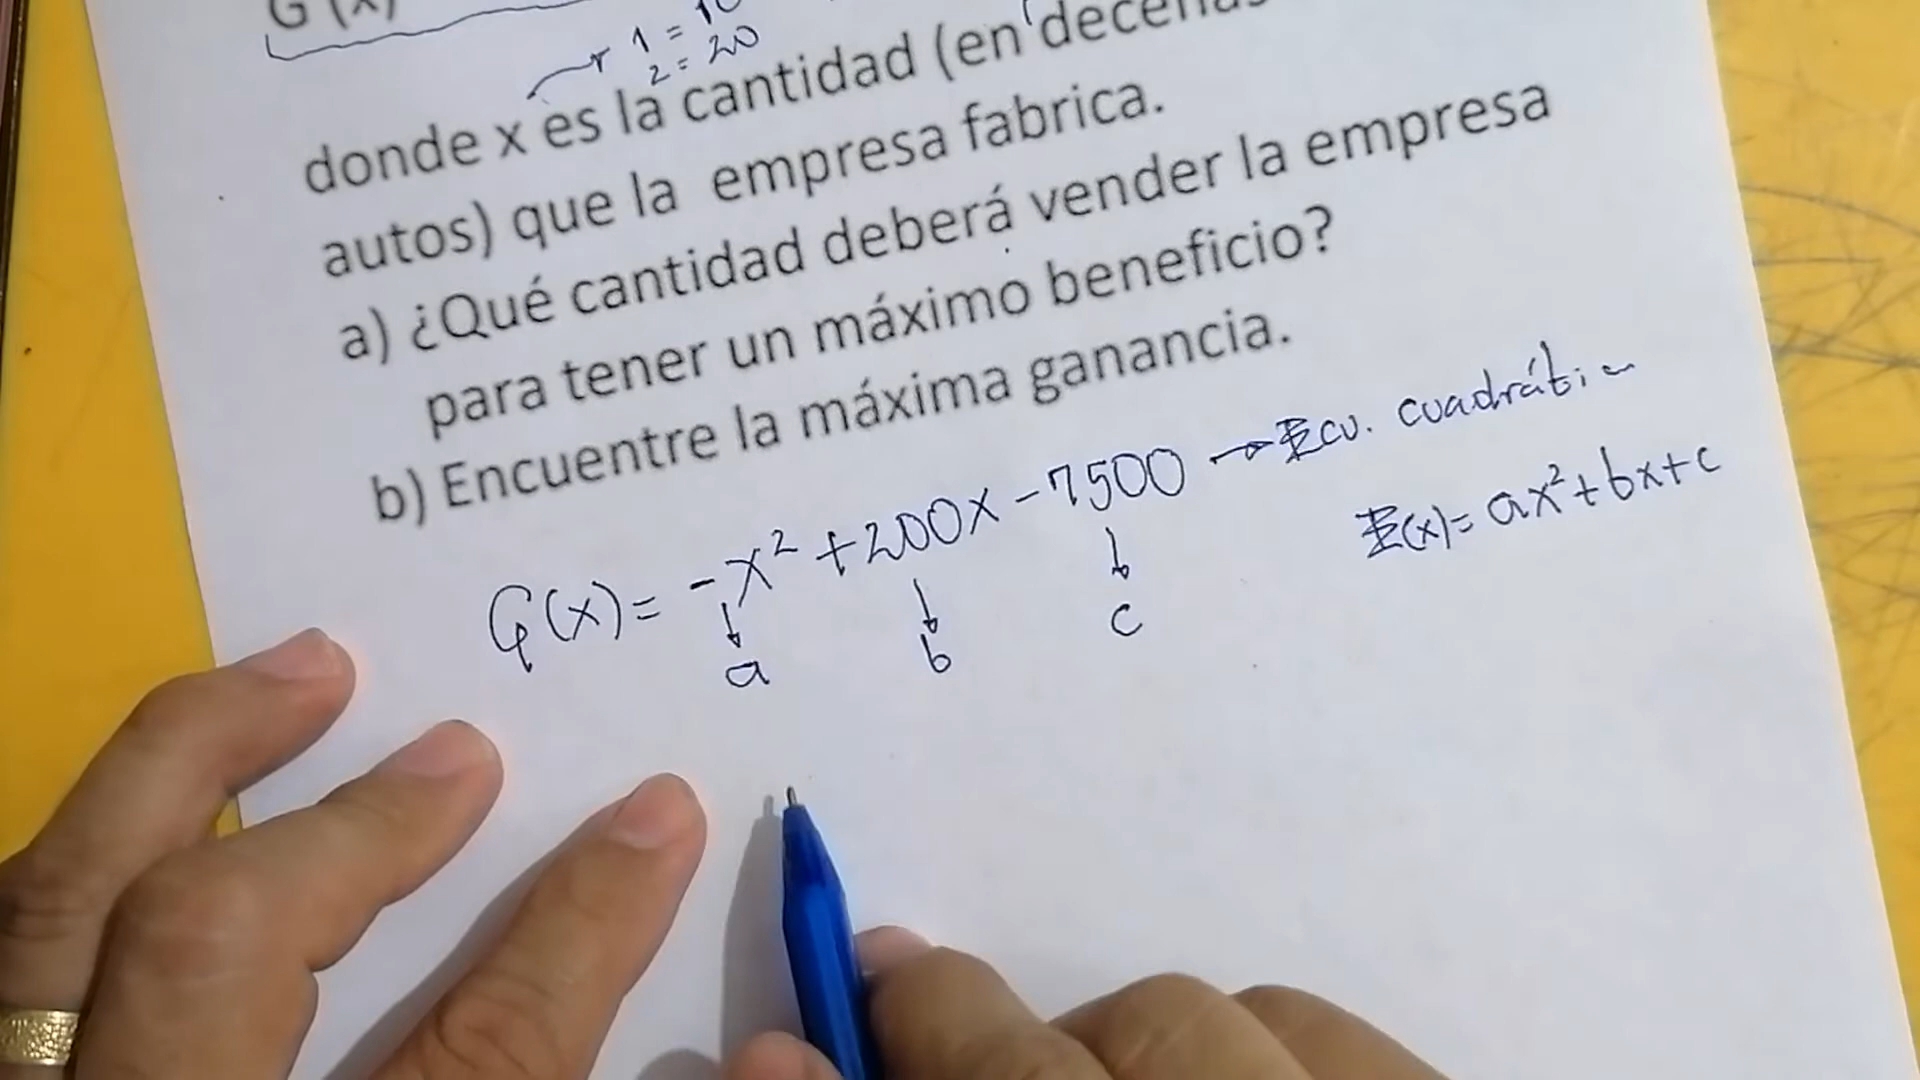 G(x)
1 = 10
2 = 20
donde x es la cantidad (en decenas
autos) que la empresa fabrica.
a) ¿Qué cantidad deberá vender la empresa
para tener un máximo beneficio?
b) Encuentre la máxima ganancia.
G(x) = -x² + 200x - 7500 → Ecu. cuadráti
a b c
E(x) = ax² + bx + c